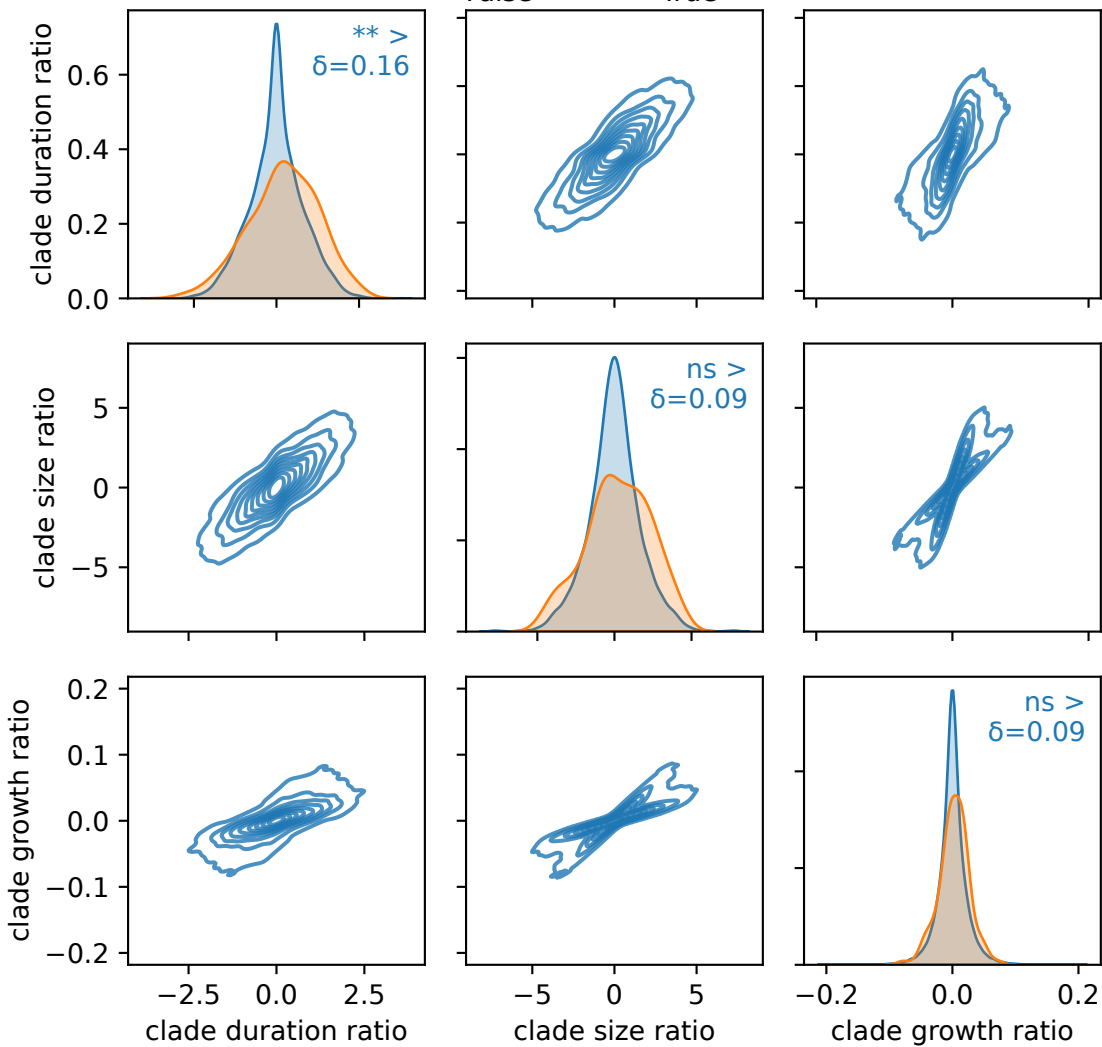 clade duration ratio
0.6
0.4
0.2
0.0
** >
δ=0.16
clade size ratio
5
0
−5
ns >
δ=0.09
clade growth ratio
0.2
0.1
0.0
−0.1
−0.2
ns >
δ=0.09
−2.5 0.0 2.5
clade duration ratio
−5 0 5
clade size ratio
−0.2 0.0 0.2
clade growth ratio